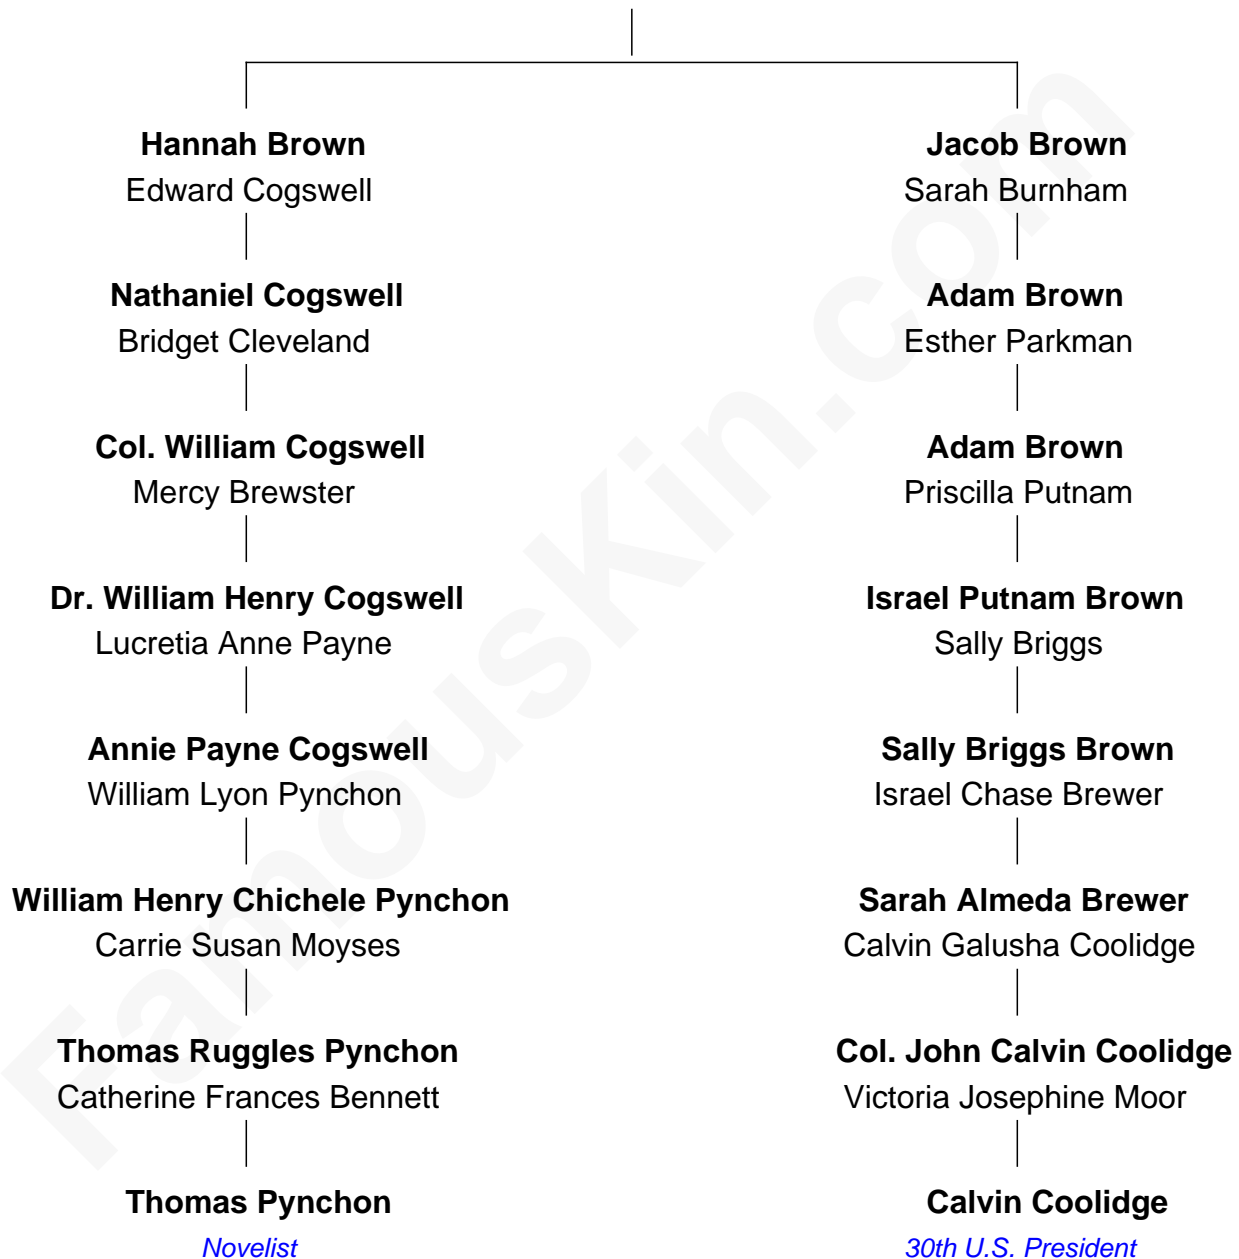 Hannah Brown
Edward Cogswell
Nathaniel Cogswell
Bridget Cleveland
Col. William Cogswell
Mercy Brewster
Dr. William Henry Cogswell
Lucretia Anne Payne
Annie Payne Cogswell
William Lyon Pynchon
William Henry Chichele Pynchon
Carrie Susan Moyses
Thomas Ruggles Pynchon
Catherine Frances Bennett
Thomas Pynchon
Novelist
Jacob Brown
Sarah Burnham
Adam Brown
Esther Parkman
Adam Brown
Priscilla Putnam
Israel Putnam Brown
Sally Briggs
Sally Briggs Brown
Israel Chase Brewer
Sarah Almeda Brewer
Calvin Galusha Coolidge
Col. John Calvin Coolidge
Victoria Josephine Moor
Calvin Coolidge
30th U.S. President
FamousKin.com